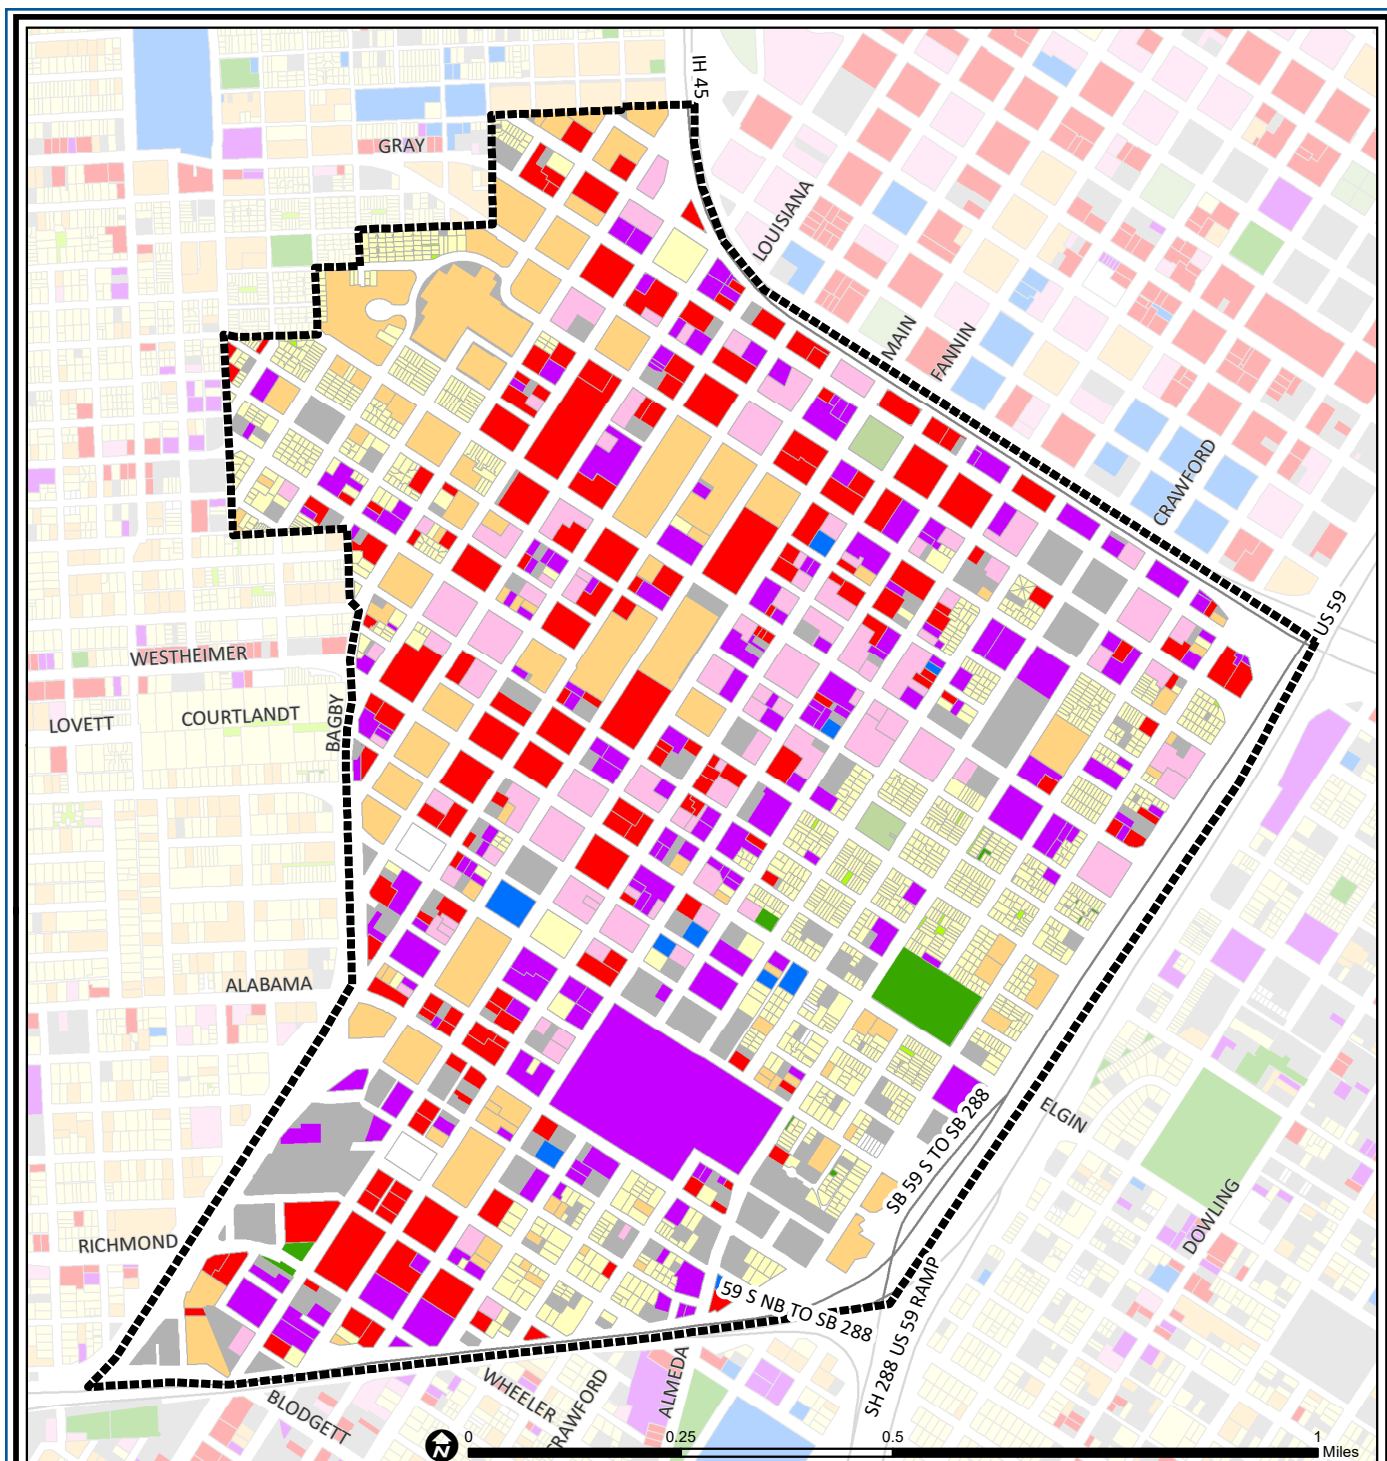 IH 45
GRAY
LOUISIANA
MAIN
FANNIN
CRAWFORD
US 59
WESTHEIMER
LOVETT
COURTLANDT
BAGBY
ALABAMA
ELGIN
SB 59 S TO SB 288
DOWLING
RICHMOND
59 S NB TO SB 288
SH 288 US 59 RAMP
WHEELER
CRAWFORD
ALMEDA
BLODGETT
N
0 0.25 0.5 1
Miles